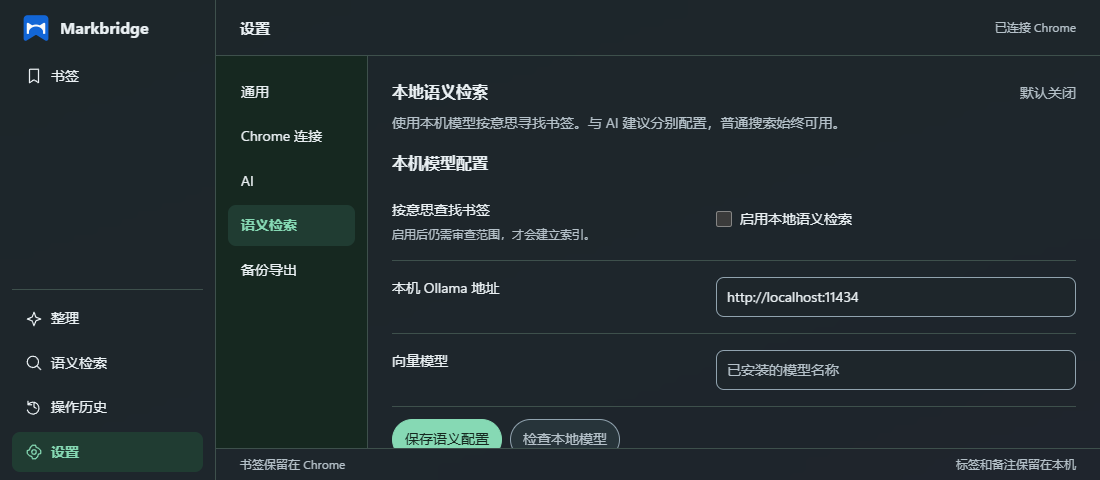 Markbridge
书签
整理
语义检索
操作历史
设置
设置
已连接 Chrome
通用
Chrome 连接
AI
语义检索
备份导出
本地语义检索
默认关闭
使用本机模型按意思寻找书签。与 AI 建议分别配置，普通搜索始终可用。
本机模型配置
按意思查找书签
启用后仍需审查范围，才会建立索引。
启用本地语义检索
本机 Ollama 地址
http://localhost:11434
向量模型
已安装的模型名称
保存语义配置
检查本地模型
书签保留在 Chrome
标签和备注保留在本机